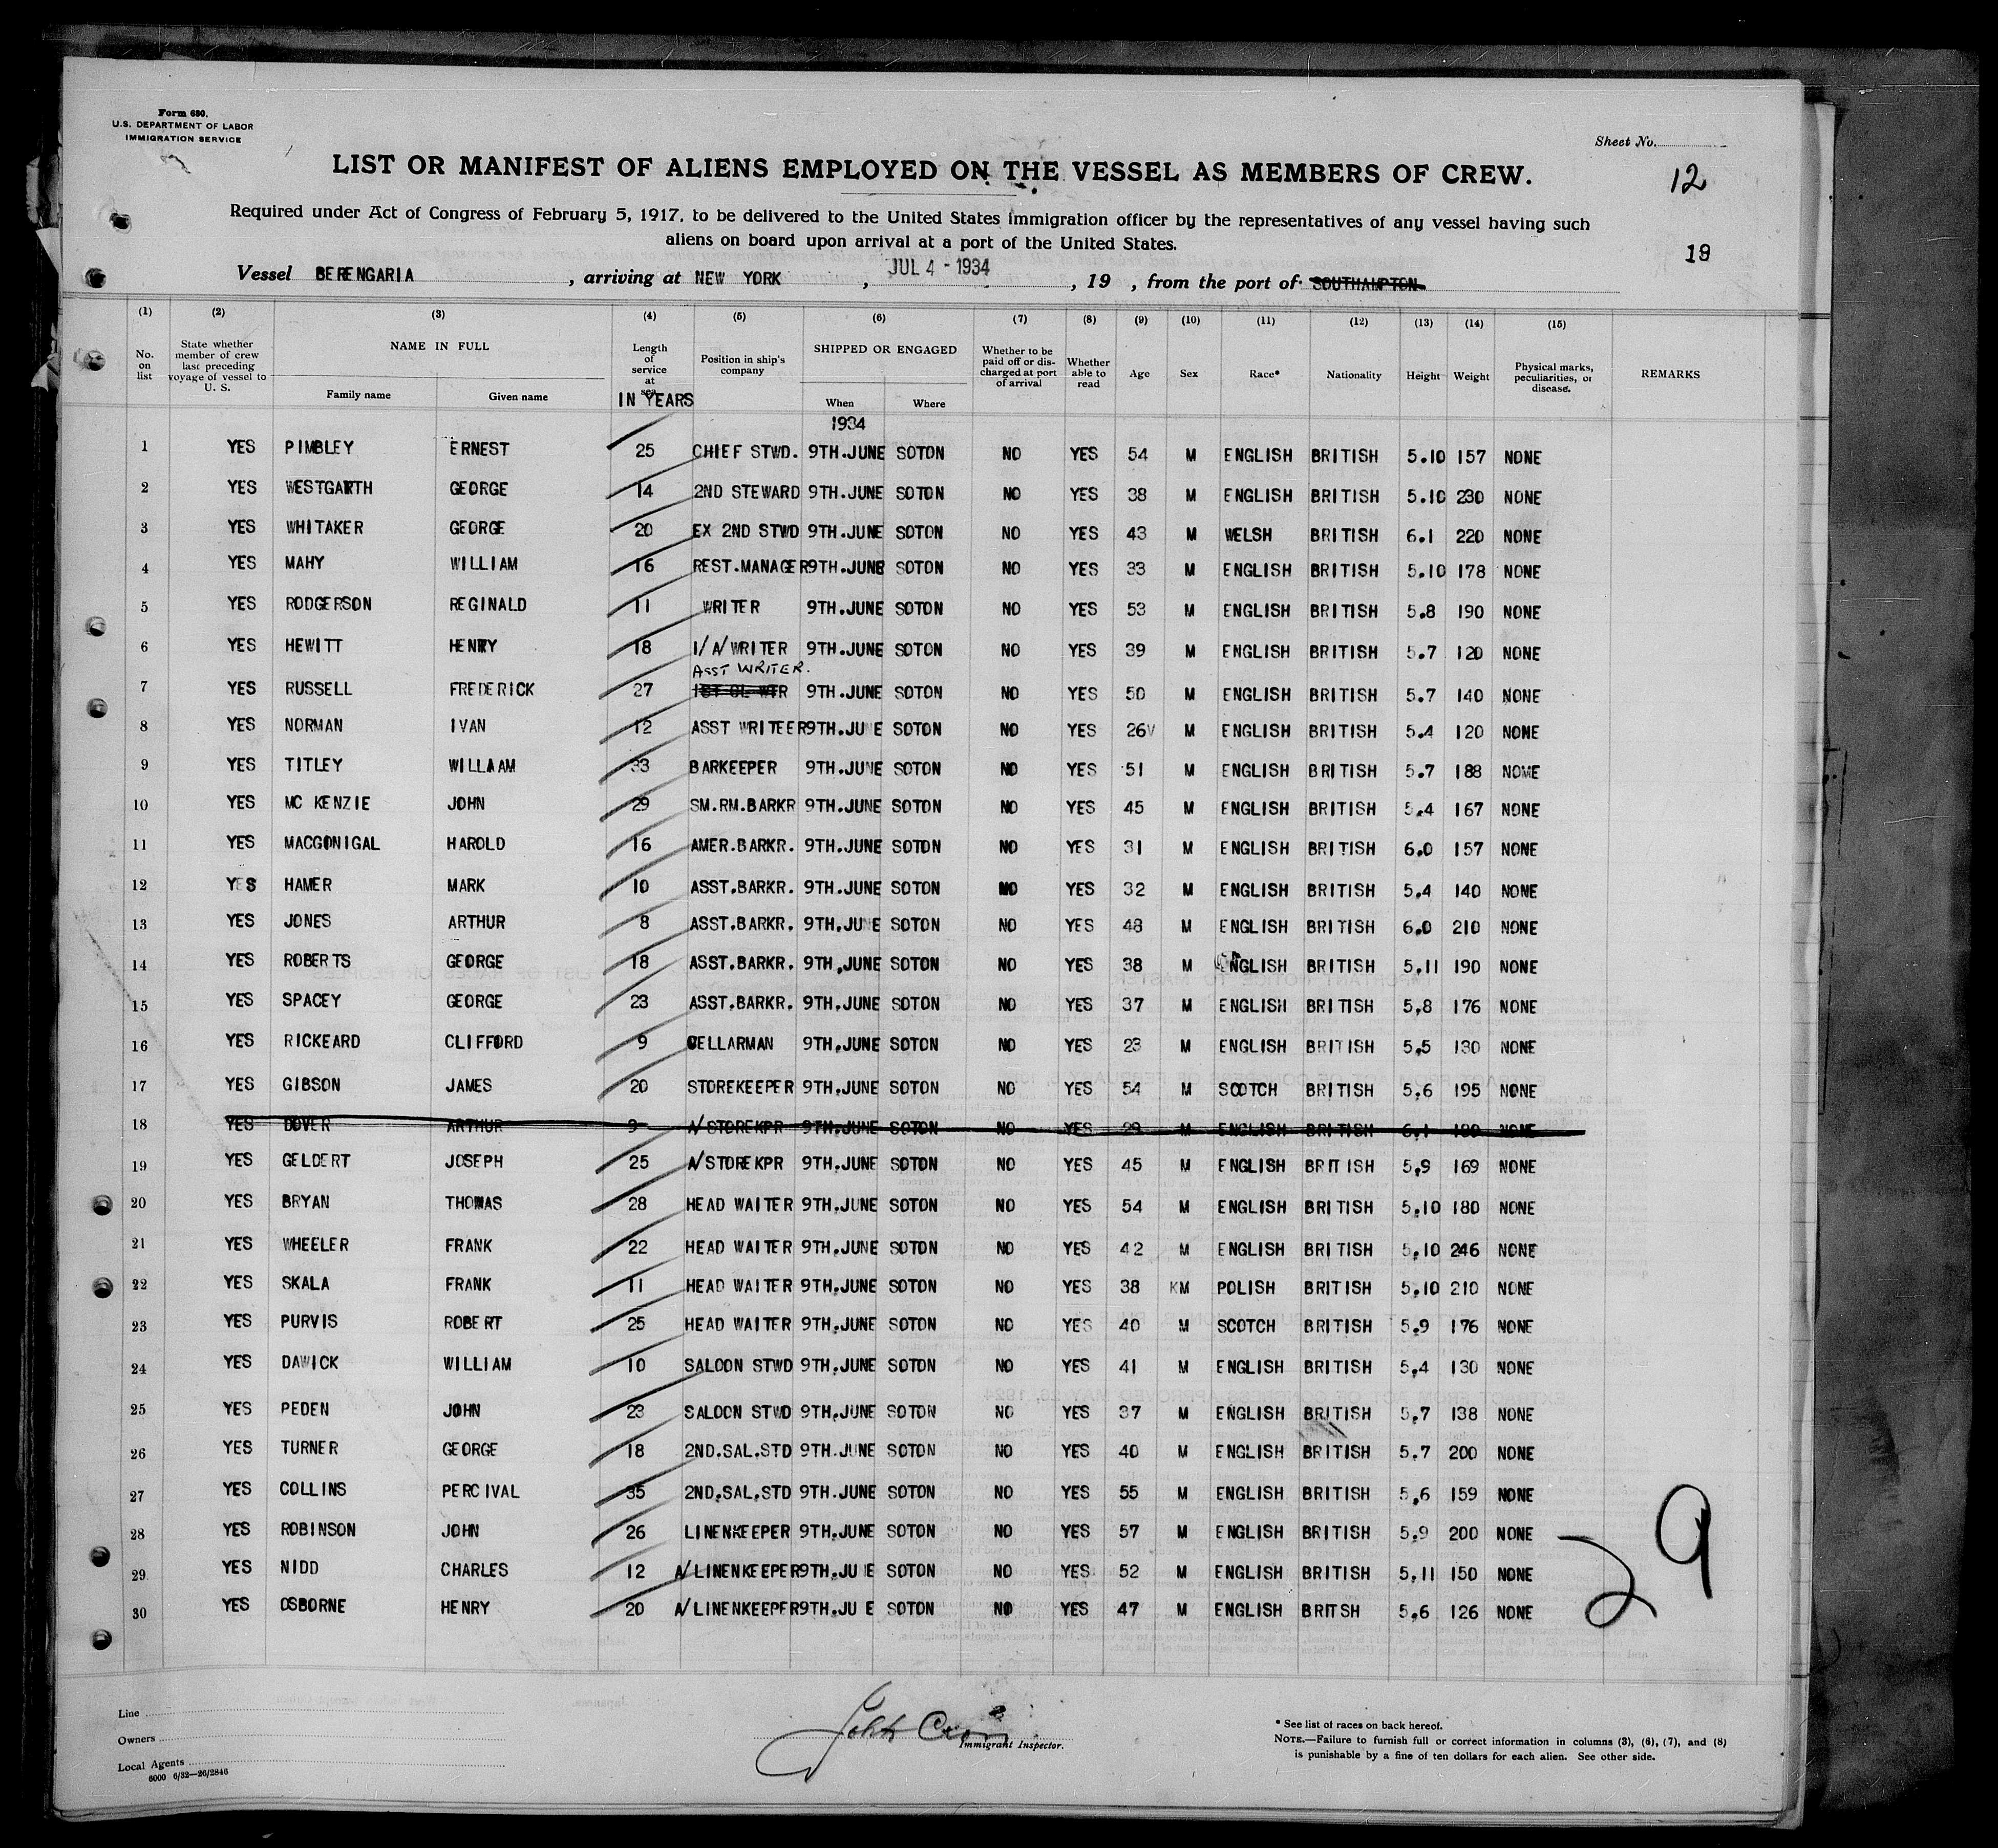 Form 680.
U.S. DEPARTMENT OF LABOR
IMMIGRATION SERVICE
Sheet No.
LIST OR MANIFEST OF ALIENS EMPLOYED ON THE VESSEL AS MEMBERS OF CREW.
12
Required under Act of Congress of February 5, 1917, to be delivered to the United States immigration officer by the representatives of any vessel having such
aliens on board upon arrival at a port of the United States.
19
Vessel BERENGARIA , arriving at NEW YORK , JUL 4 - 1934 , 19 , from the port of SOUTHAMPTON
(1) (2) (3) (4) (5) (6) (7) (8) (9) (10) (11) (12) (13) (14) (15)
No. on list State whether member of crew last preceding voyage of vessel to U. S. NAME IN FULL Family name Given name Length of service at sea IN YEARS Position in ship's company SHIPPED OR ENGAGED When Where Whether to be paid off or discharged at port of arrival Whether able to read Age Sex Race* Nationality Height Weight Physical marks, peculiarities, or disease. REMARKS
1934
1 YES PIMBLEY ERNEST 25 CHIEF STWD. 9TH.JUNE SOTON NO YES 54 M ENGLISH BRITISH 5.10 157 NONE
2 YES WESTGARTH GEORGE 14 2ND STEWARD 9TH.JUNE SOTON NO YES 38 M ENGLISH BRITISH 5.10 230 NONE
3 YES WHITAKER GEORGE 20 EX 2ND STWD 9TH.JUNE SOTON NO YES 43 M WELSH BRITISH 6.1 220 NONE
4 YES MAHY WILLIAM 16 REST.MANAGER 9TH.JUNE SOTON NO YES 33 M ENGLISH BRITISH 5.10 178 NONE
5 YES RODGERSON REGINALD 11 WRITER 9TH.JUNE SOTON NO YES 53 M ENGLISH BRITISH 5.8 190 NONE
6 YES HEWITT HENRY 18 1/A/WRITER 9TH.JUNE SOTON NO YES 39 M ENGLISH BRITISH 5.7 120 NONE
ASST WRITER.
7 YES RUSSELL FREDERICK 27 1ST CL WTR 9TH.JUNE SOTON NO YES 50 M ENGLISH BRITISH 5.7 140 NONE
8 YES NORMAN IVAN 12 ASST WRITEER 9TH.JUNE SOTON NO YES 26V M ENGLISH BRITISH 5.4 120 NONE
9 YES TITLEY WILLAAM 33 BARKEEPER 9TH.JUNE SOTON NO YES 51 M ENGLISH BRITISH 5.7 188 NOME
10 YES MC KENZIE JOHN 29 SM.RM.BARKR 9TH.JUNE SOTON NO YES 45 M ENGLISH BRITISH 5.4 167 NONE
11 YES MACGONIGAL HAROLD 16 AMER.BARKR. 9TH.JUNE SOTON NO YES 31 M ENGLISH BRITISH 6.0 157 NONE
12 YES HAMER MARK 10 ASST.BARKR. 9TH.JUNE SOTON NO YES 32 M ENGLISH BRITISH 5.4 140 NONE
13 YES JONES ARTHUR 8 ASST.BARKR. 9TH.JUNE SOTON NO YES 48 M ENGLISH BRITISH 6.0 210 NONE
14 YES ROBERTS GEORGE 18 ASST.BARKR. 9TH.JUNE SOTON NO YES 38 M ENGLISH BRITISH 5.11 190 NONE
15 YES SPACEY GEORGE 23 ASST.BARKR. 9TH.JUNE SOTON NO YES 37 M ENGLISH BRITISH 5.8 176 NONE
16 YES RICKEARD CLIFFORD 9 CELLARMAN 9TH.JUNE SOTON NO YES 23 M ENGLISH BRITISH 5.5 130 NONE
17 YES GIBSON JAMES 20 STOREKEEPER 9TH.JUNE SOTON NO YES 54 M SCOTCH BRITISH 5.6 195 NONE
18 YES DOVER ARTHUR 9 A/STOREKPR 9TH.JUNE SOTON NO YES 29 M ENGLISH BRITISH 6.1 180 NONE
19 YES GELDERT JOSEPH 25 A/STOREKPR 9TH.JUNE SOTON NO YES 45 M ENGLISH BRITISH 5.9 169 NONE
20 YES BRYAN THOMAS 28 HEAD WAITER 9TH.JUNE SOTON NO YES 54 M ENGLISH BRITISH 5.10 180 NONE
21 YES WHEELER FRANK 22 HEAD WAITER 9TH.JUNE SOTON NO YES 42 M ENGLISH BRITISH 5.10 246 NONE
22 YES SKALA FRANK 11 HEAD WAITER 9TH.JUNE SOTON NO YES 38 KM POLISH BRITISH 5.10 210 NONE
23 YES PURVIS ROBERT 25 HEAD WAITER 9TH.JUNE SOTON NO YES 40 M SCOTCH BRITISH 5.9 176 NONE
24 YES DAWICK WILLIAM 10 SALOON STWD 9TH.JUNE SOTON NO YES 41 M ENGLISH BRITISH 5.4 130 NONE
25 YES PEDEN JOHN 23 SALOON STWD 9TH.JUNE SOTON NO YES 37 M ENGLISH BRITISH 5.7 138 NONE
26 YES TURNER GEORGE 18 2ND.SAL.STD 9TH.JUNE SOTON NO YES 40 M ENGLISH BRITISH 5.7 200 NONE
27 YES COLLINS PERCIVAL 35 2ND.SAL.STD 9TH.JUNE SOTON NO YES 55 M ENGLISH BRITISH 5.6 159 NONE
28 YES ROBINSON JOHN 26 LINENKEEPER 9TH.JUNE SOTON NO YES 57 M ENGLISH BRITISH 5.9 200 NONE
29 YES NIDD CHARLES 12 A/LINENKEEPER 9TH.JU E SOTON NO YES 52 M ENGLISH BRITISH 5.11 150 NONE
30 YES OSBORNE HENRY 20 A/LINENKEEPER 9TH.JU E SOTON NO YES 47 M ENGLISH BRITSH 5.6 126 NONE
29
Line
Owners
Local Agents
6000 6/32—26/2846
John
Immigrant Inspector.
* See list of races on back hereof.
NOTE.—Failure to furnish full or correct information in columns (3), (6), (7), and (8)
is punishable by a fine of ten dollars for each alien. See other side.